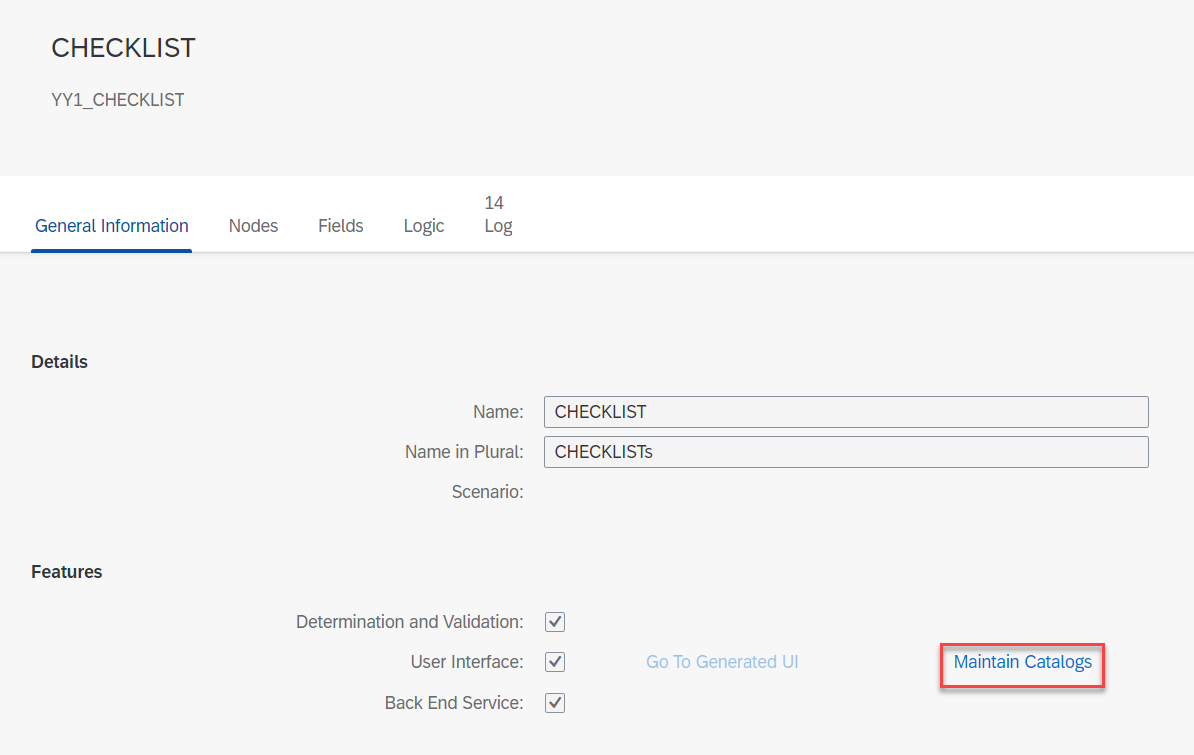 CHECKLIST
YY1_CHECKLIST
14
General Information Nodes Fields Logic Log
Details
Name: CHECKLIST
Name in Plural: CHECKLISTs
Scenario:
Features
Determination and Validation:
User Interface: Go To Generated UI Maintain Catalogs
Back End Service: